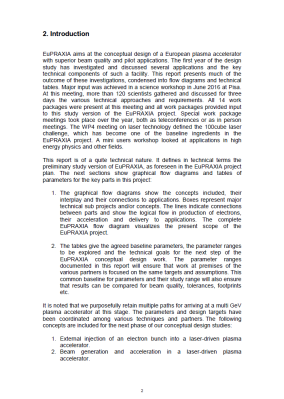 2. Introduction
EuPRAXIA aims at the conceptual design of a European plasma accelerator
with superior beam quality and pilot applications. The first year of the design
study has investigated and discussed several applications and the key
technical components of such a facility. This report presents much of the
outcome of these investigations, condensed into flow diagrams and technical
tables. Major input was achieved in a science workshop in June 2016 at Pisa.
At this meeting, more than 120 scientists gathered and discussed for three
days the various technical approaches and requirements. All 14 work
packages were present at this meeting and all work packages provided input
to this study version of the EuPRAXIA project. Special work package
meetings took place over the year, both as teleconferences or as in person
meetings. The WP4 meeting on laser technology defined the 100cube laser
challenge, which has become one of the baseline ingredients in the
EuPRAXIA project. A mini users workshop looked at applications in high
energy physics and other fields.
This report is of a quite technical nature. It defines in technical terms the
preliminary study version of EuPRAXIA, as foreseen in the EuPRAXIA project
plan. The next sections show graphical flow diagrams and tables of
parameters for the key parts in this project:
1. The graphical flow diagrams show the concepts included, their
interplay and their connections to applications. Boxes represent major
technical sub projects and/or concepts. The lines indicate connections
between parts and show the logical flow in production of electrons,
their acceleration and delivery to applications. The complete
EuPRAXIA flow diagram visualizes the present scope of the
EuPRAXIA project.
2. The tables give the agreed baseline parameters, the parameter ranges
to be explored and the technical goals for the next step of the
EuPRAXIA conceptual design work. The parameter ranges
documented in this report will ensure that work at premises of the
various partners is focused on the same targets and assumptions. This
common baseline for parameters and their study range will also ensure
that results can be compared for beam quality, tolerances, footprints
etc.
It is noted that we purposefully retain multiple paths for arriving at a multi GeV
plasma accelerator at this stage. The parameters and design targets have
been coordinated among various techniques and partners. The following
concepts are included for the next phase of our conceptual design studies:
1. External injection of an electron bunch into a laser-driven plasma
accelerator.
2. Beam generation and acceleration in a laser-driven plasma
accelerator.
2